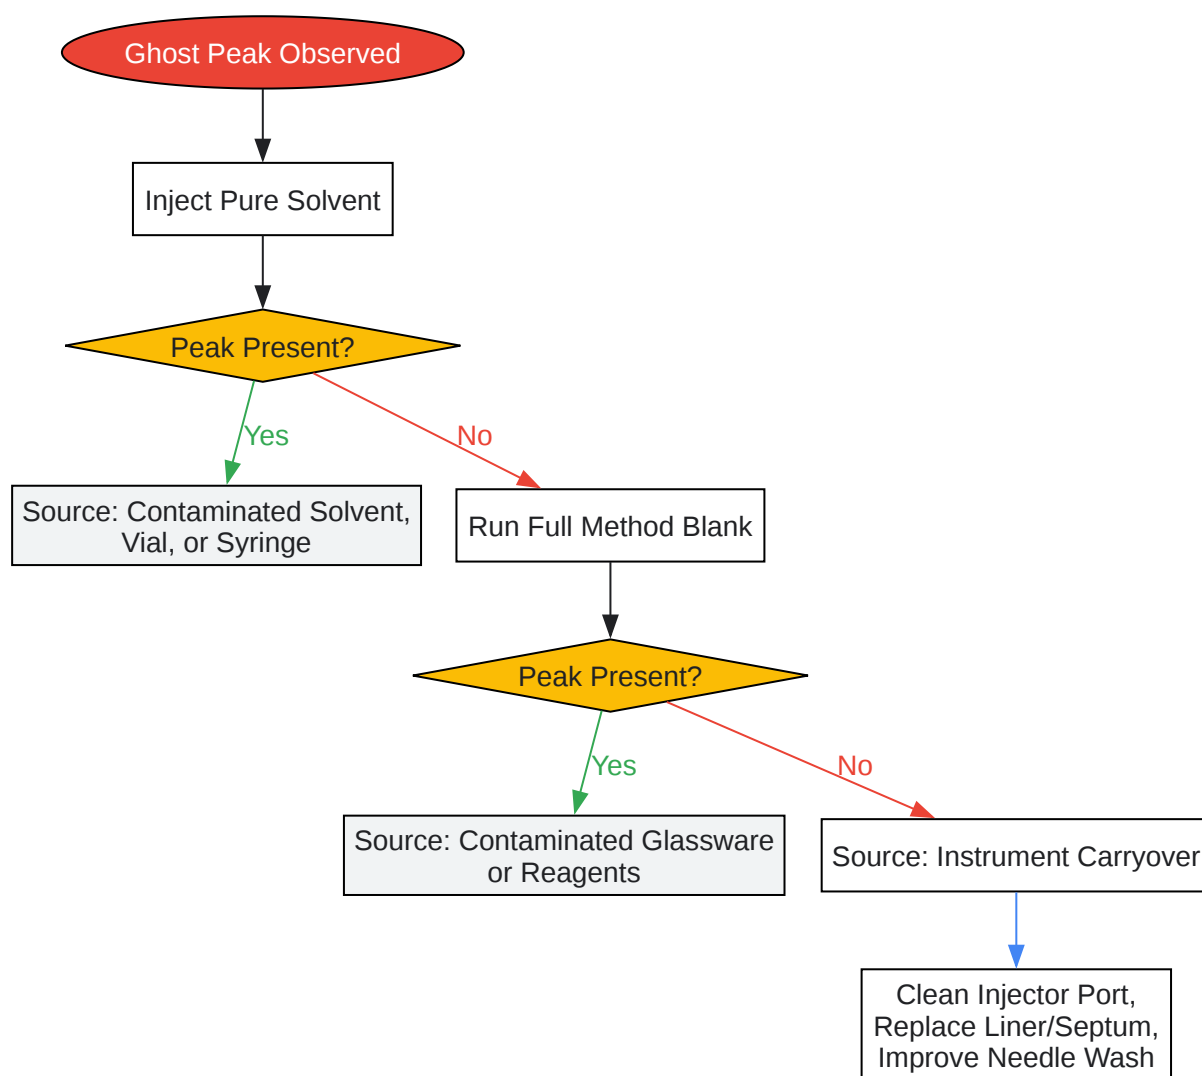 Ghost Peak Observed
Inject Pure Solvent
Peak Present?
Yes
No
Source: Contaminated Solvent,
Vial, or Syringe
Run Full Method Blank
Peak Present?
Yes
No
Source: Contaminated Glassware
or Reagents
Source: Instrument Carryover
Clean Injector Port,
Replace Liner/Septum,
Improve Needle Wash